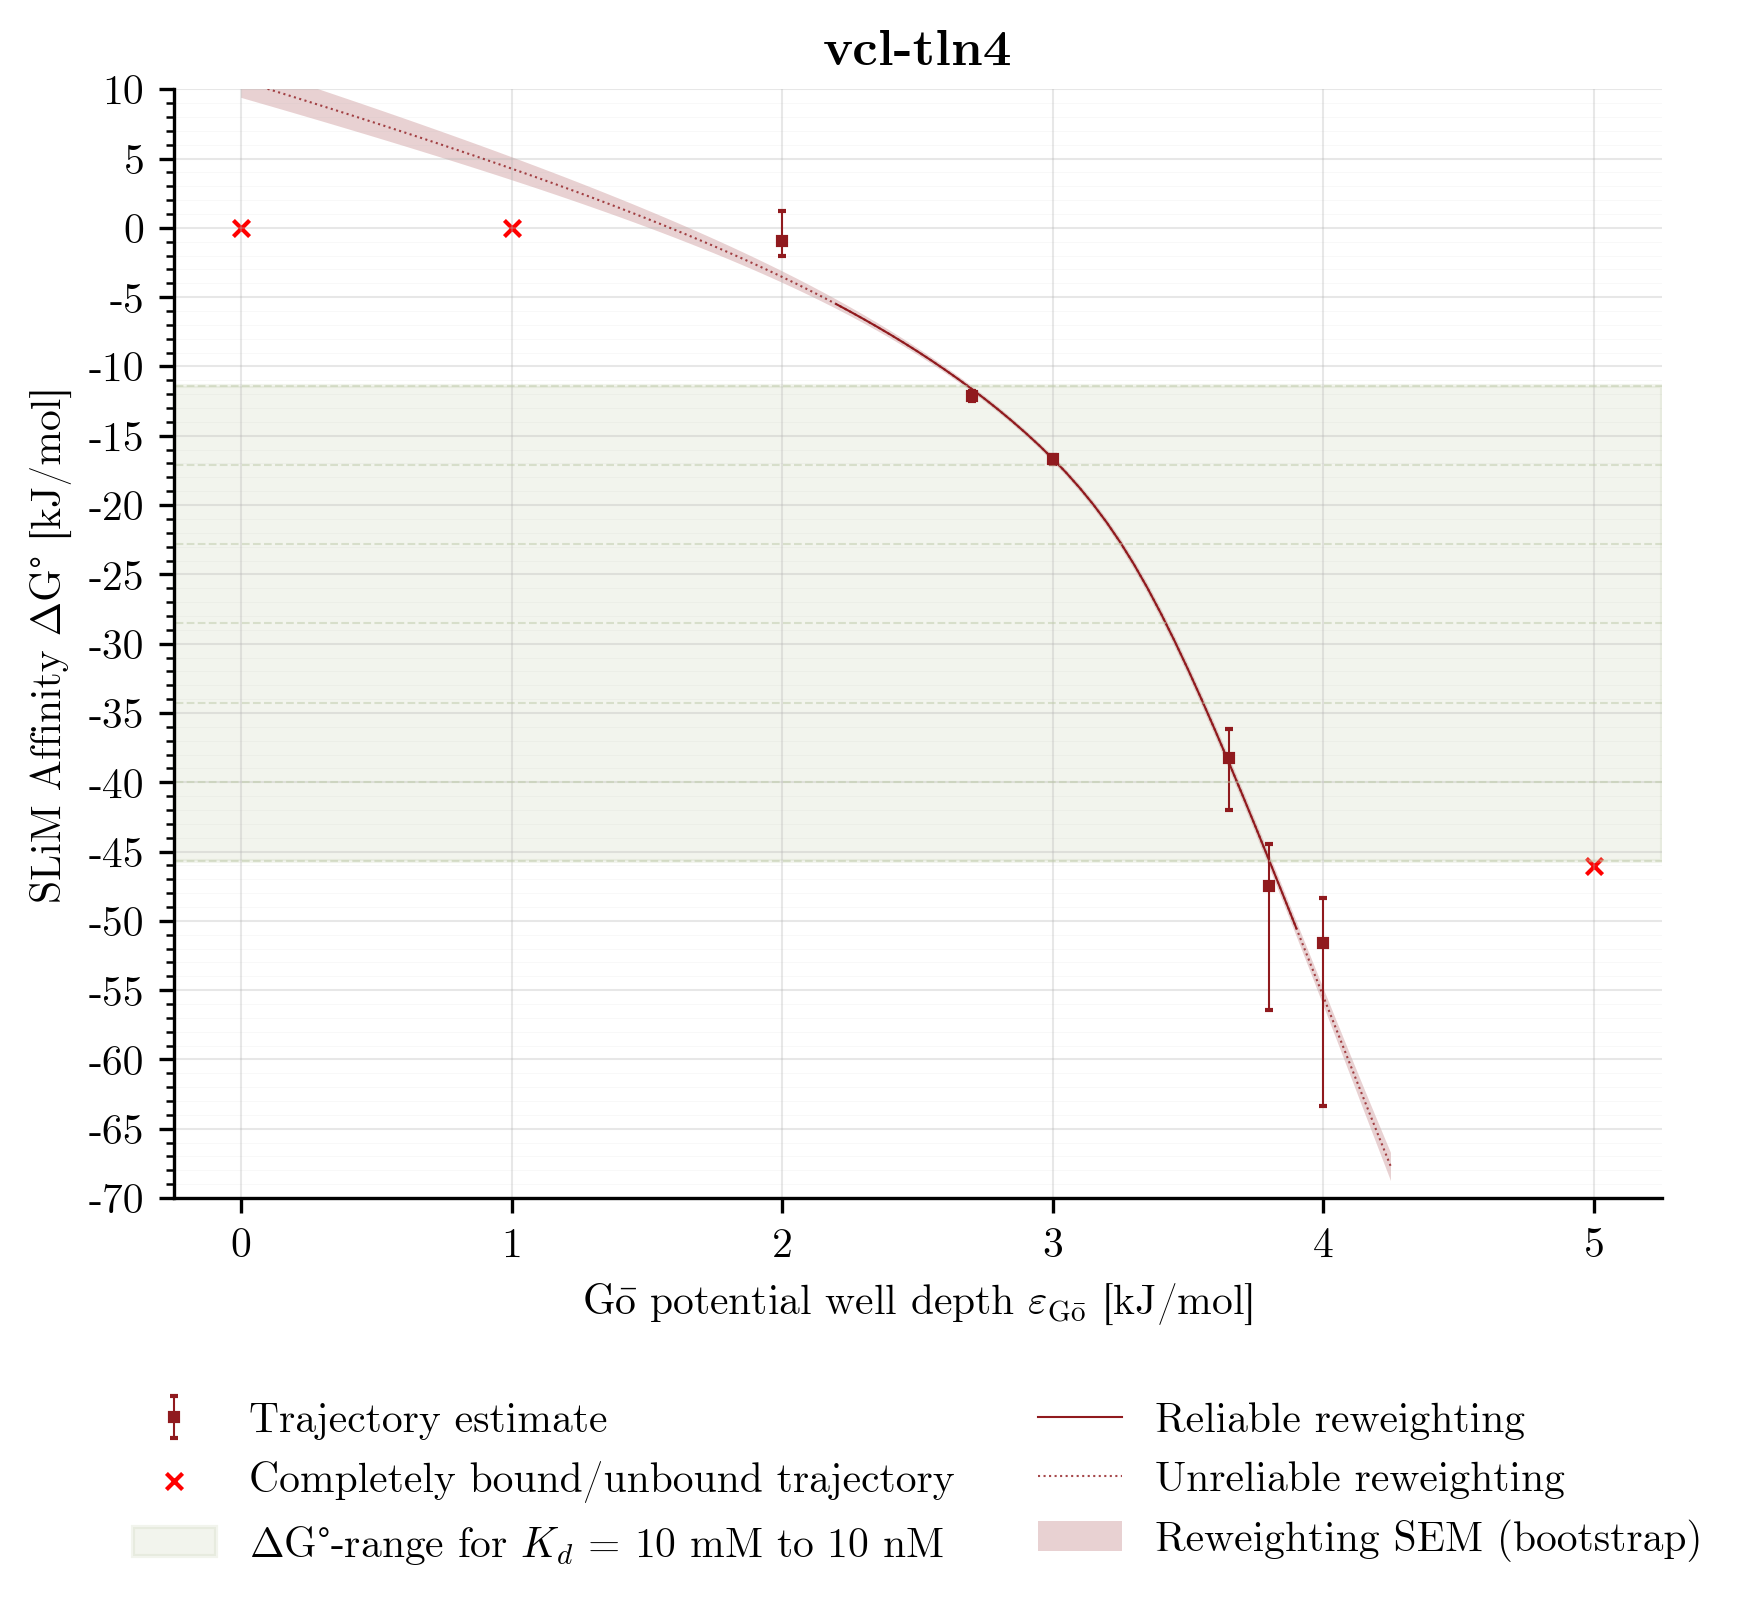 vcl-tln4
10
5
0
-5
-10
-15
-20
-25
-30
-35
-40
-45
-50
-55
-60
-65
-70
SLiM Affinity ΔG° [kJ/mol]
0 1 2 3 4 5
Gō potential well depth ε_Gō [kJ/mol]
Trajectory estimate
Completely bound/unbound trajectory
ΔG°-range for K_d = 10 mM to 10 nM
Reliable reweighting
Unreliable reweighting
Reweighting SEM (bootstrap)